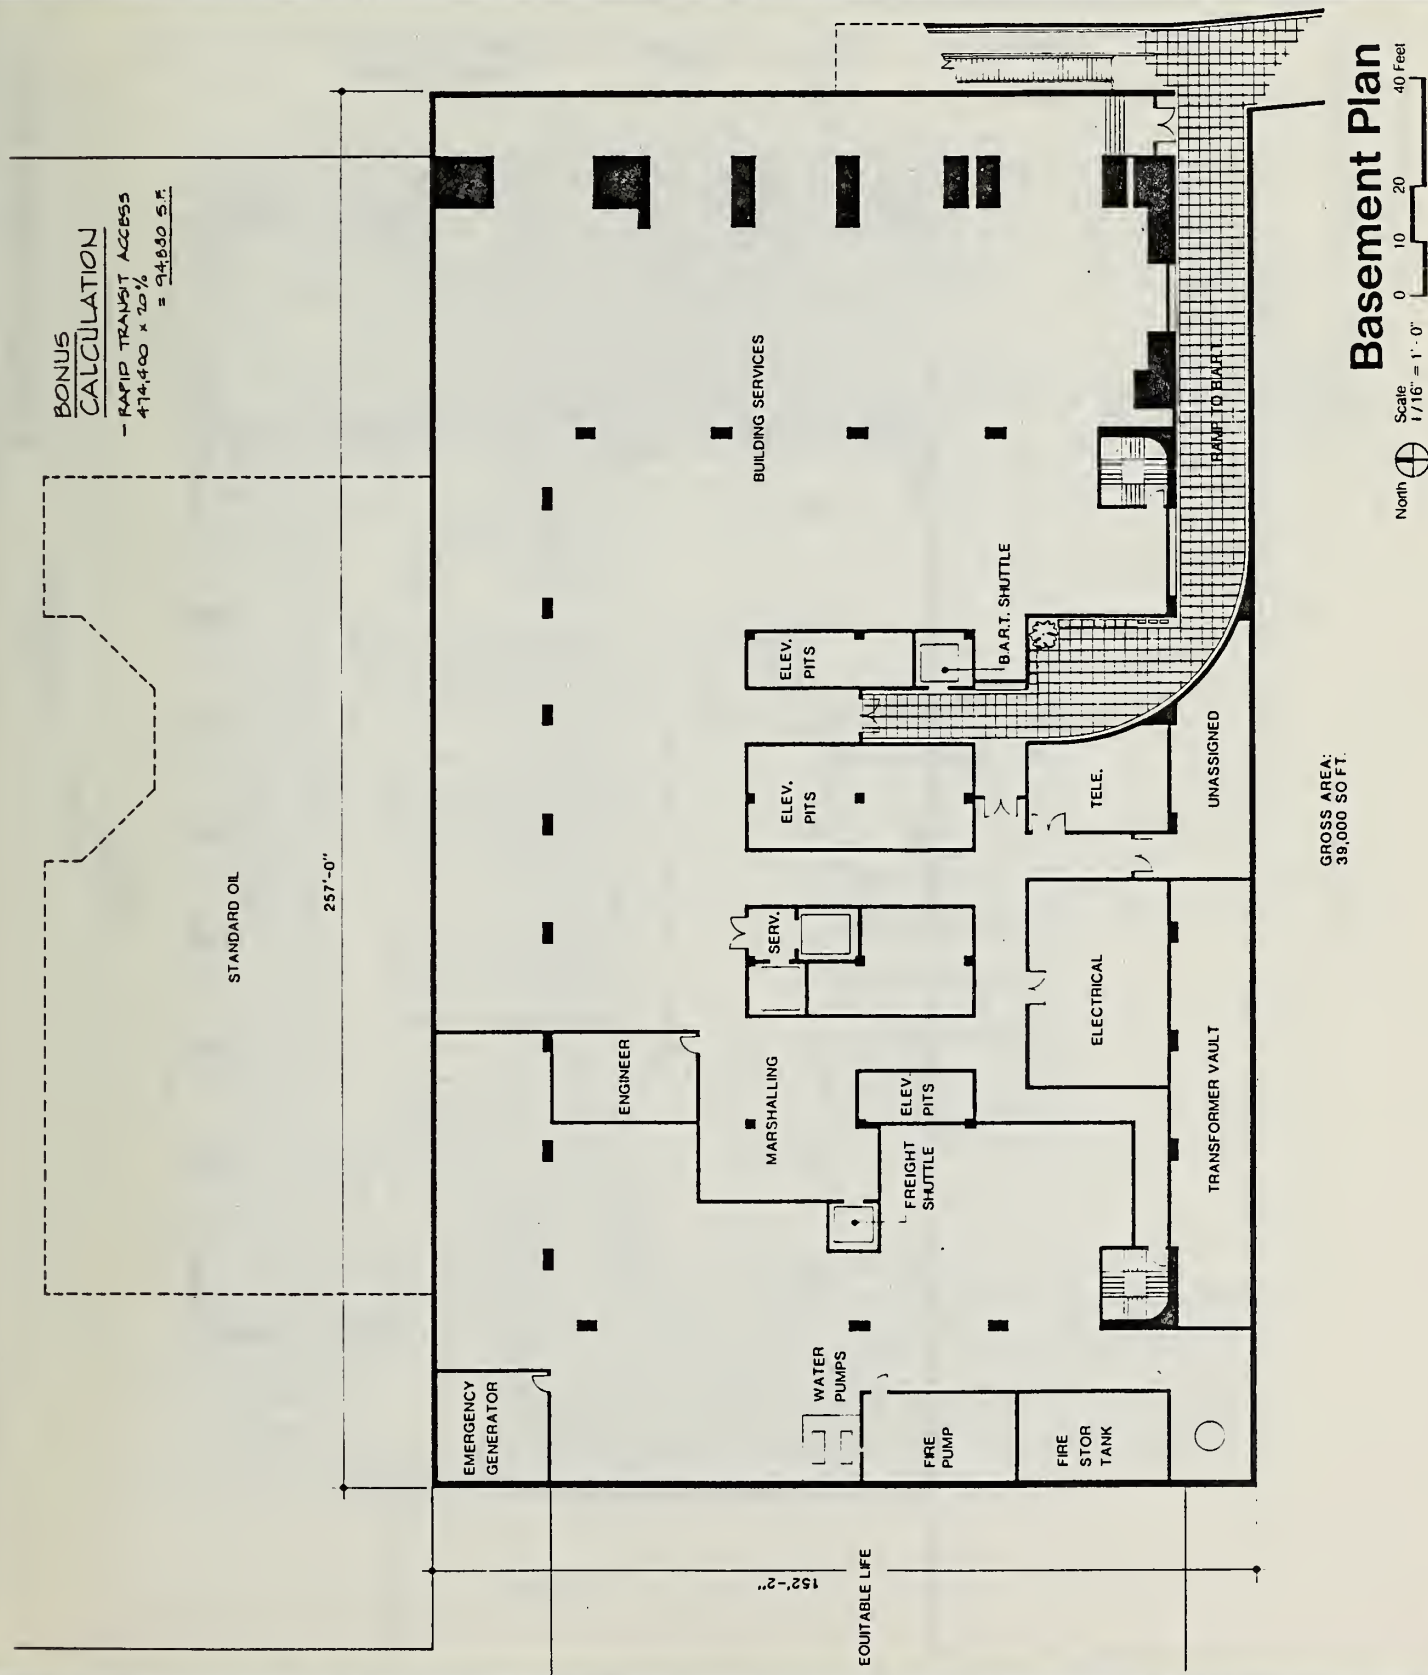 BONUS
CALCULATION
- RAPID TRANSIT ACCESS
474,400 x 20%
= 94,880 S.F.
STANDARD OIL
257'-0"
BUILDING SERVICES
ELEV.
PITS
B.A.R.T. SHUTTLE
RAMP TO B.A.R.T.
ELEV.
PITS
TELE.
UNASSIGNED
SERV.
ELECTRICAL
ENGINEER
MARSHALLING
ELEV.
PITS
FREIGHT
SHUTTLE
TRANSFORMER VAULT
EMERGENCY
GENERATOR
WATER
PUMPS
FIRE
PUMP
FIRE
STOR
TANK
152'-2"
EQUITABLE LIFE
GROSS AREA:
39,000 SQ FT.
Basement Plan
North
Scale
1/16" = 1'-0"
0 10 20 40 Feet